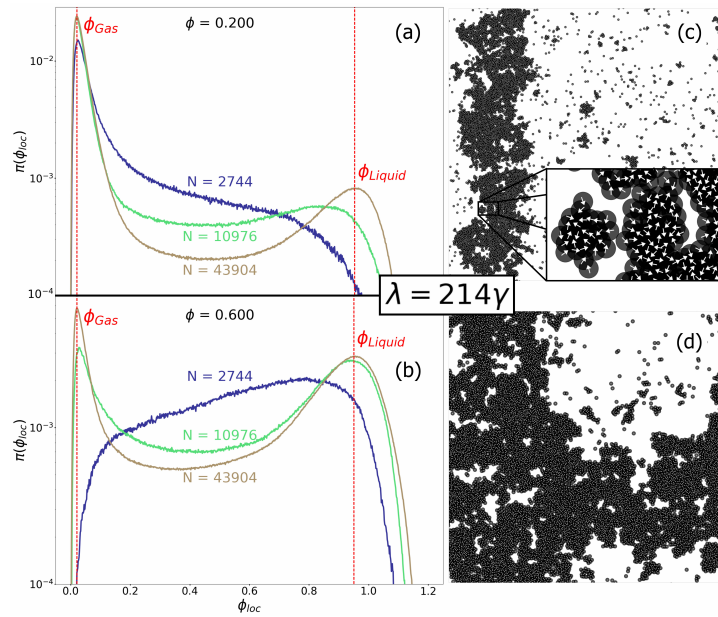 ϕGas
ϕ = 0.200
(a)
10⁻²
π(ϕloc)
N = 2744
ϕLiquid
10⁻³
N = 10976
N = 43904
10⁻⁴
λ = 214γ
(c)
ϕGas
ϕ = 0.600
ϕLiquid
(b)
N = 2744
10⁻³
π(ϕloc)
N = 10976
N = 43904
10⁻⁴
0.0 0.2 0.4 0.6 0.8 1.0 1.2
ϕloc
(d)